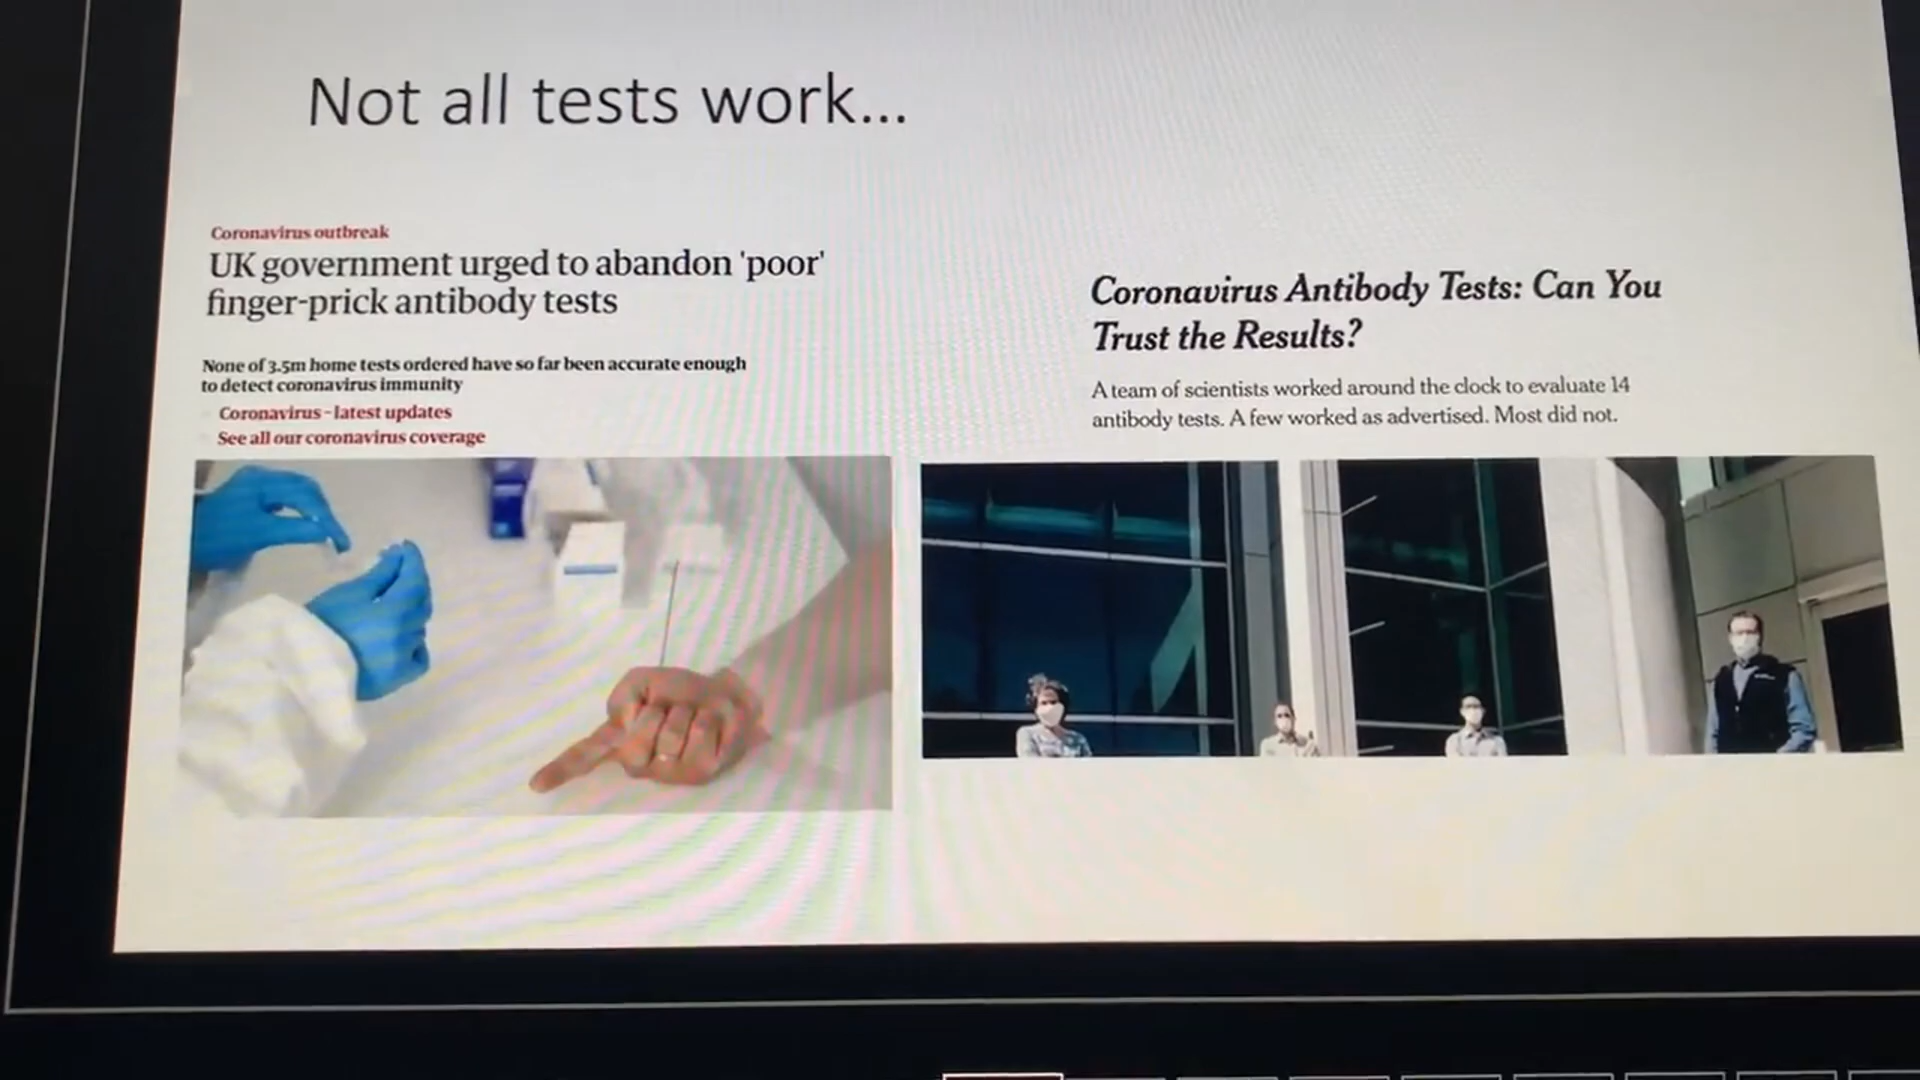 Not all tests work...
Coronavirus outbreak
UK government urged to abandon 'poor'
finger-prick antibody tests
None of 3.5m home tests ordered have so far been accurate enough
to detect coronavirus immunity
Coronavirus - latest updates
See all our coronavirus coverage
Coronavirus Antibody Tests: Can You
Trust the Results?
A team of scientists worked around the clock to evaluate 14
antibody tests. A few worked as advertised. Most did not.